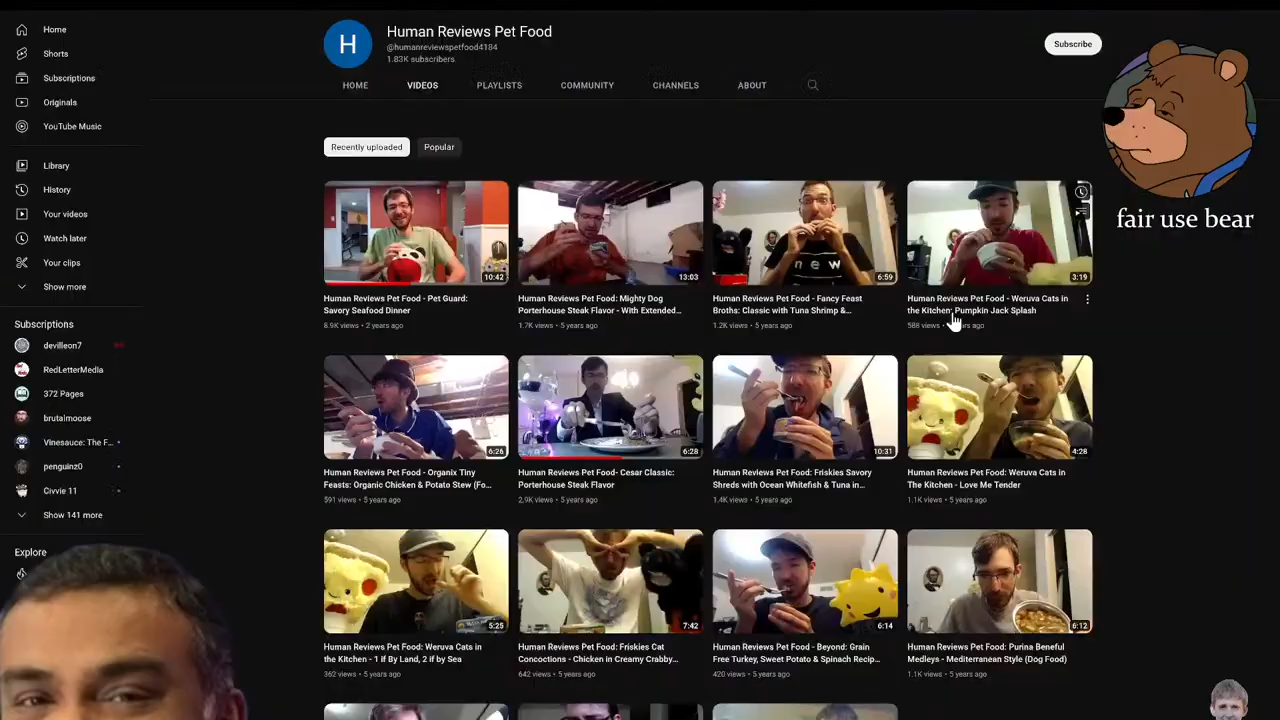 Home
Shorts
Subscriptions
Originals
YouTube Music
Library
History
Your videos
Watch later
Your clips
Show more
Subscriptions
devilleon7
RedLetterMedia
372 Pages
brutalmoose
Vinesauce: The F...
penguinz0
Civvie 11
Show 141 more
Explore
H
Human Reviews Pet Food
@humanreviewspetfood4184
1.83K subscribers
Subscribe
HOME VIDEOS PLAYLISTS COMMUNITY CHANNELS ABOUT
Recently uploaded Popular
fair use bear
10:42
Human Reviews Pet Food - Pet Guard:
Savory Seafood Dinner
8.9K views • 2 years ago
13:03
Human Reviews Pet Food: Mighty Dog
Porterhouse Steak Flavor - With Extended...
1.7K views • 5 years ago
new
6:59
Human Reviews Pet Food - Fancy Feast
Broths: Classic with Tuna Shrimp &...
1.2K views • 5 years ago
3:19
Human Reviews Pet Food - Weruva Cats in
the Kitchen: Pumpkin Jack Splash
588 views • ago
6:26
Human Reviews Pet Food - Organix Tiny
Feasts: Organic Chicken & Potato Stew (Fo...
591 views • 5 years ago
6:28
Human Reviews Pet Food- Cesar Classic:
Porterhouse Steak Flavor
2.9K views • 5 years ago
10:31
Human Reviews Pet Food: Friskies Savory
Shreds with Ocean Whitefish & Tuna in...
1.4K views • 5 years ago
4:28
Human Reviews Pet Food: Weruva Cats in
The Kitchen - Love Me Tender
1.1K views • 5 years ago
5:25
Human Reviews Pet Food: Weruva Cats in
the Kitchen - 1 if By Land, 2 if by Sea
362 views • 5 years ago
7:42
Human Reviews Pet Food: Friskies Cat
Concoctions - Chicken in Creamy Crabby...
642 views • 5 years ago
6:14
Human Reviews Pet Food - Beyond: Grain
Free Turkey, Sweet Potato & Spinach Recip...
420 views • 5 years ago
6:12
Human Reviews Pet Food: Purina Beneful
Medleys - Mediterranean Style (Dog Food)
1.1K views • 5 years ago